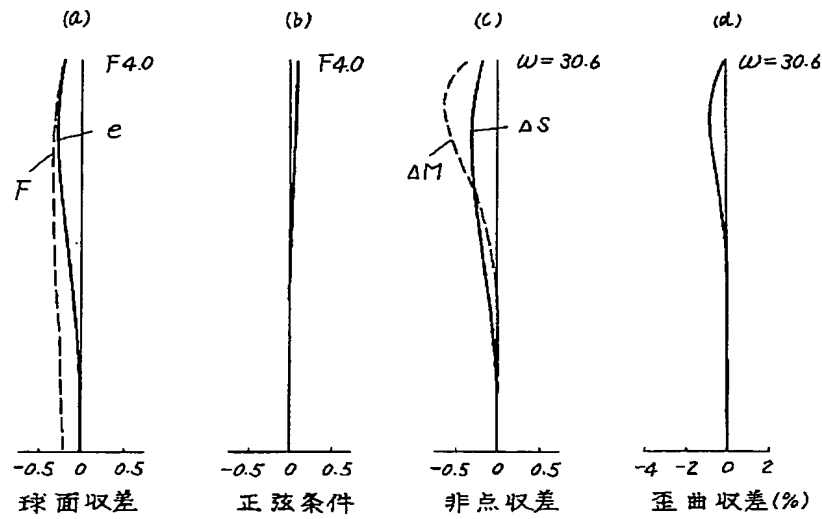 (a) (b) (c) (d)
F4.0 F4.0 ω=30.6 ω=30.6
e
F
ΔS
ΔM
-0.5 0 0.5 -0.5 0 0.5 -0.5 0 0.5 -4 -2 0 2
球面収差 正弦条件 非点収差 歪曲収差(%)